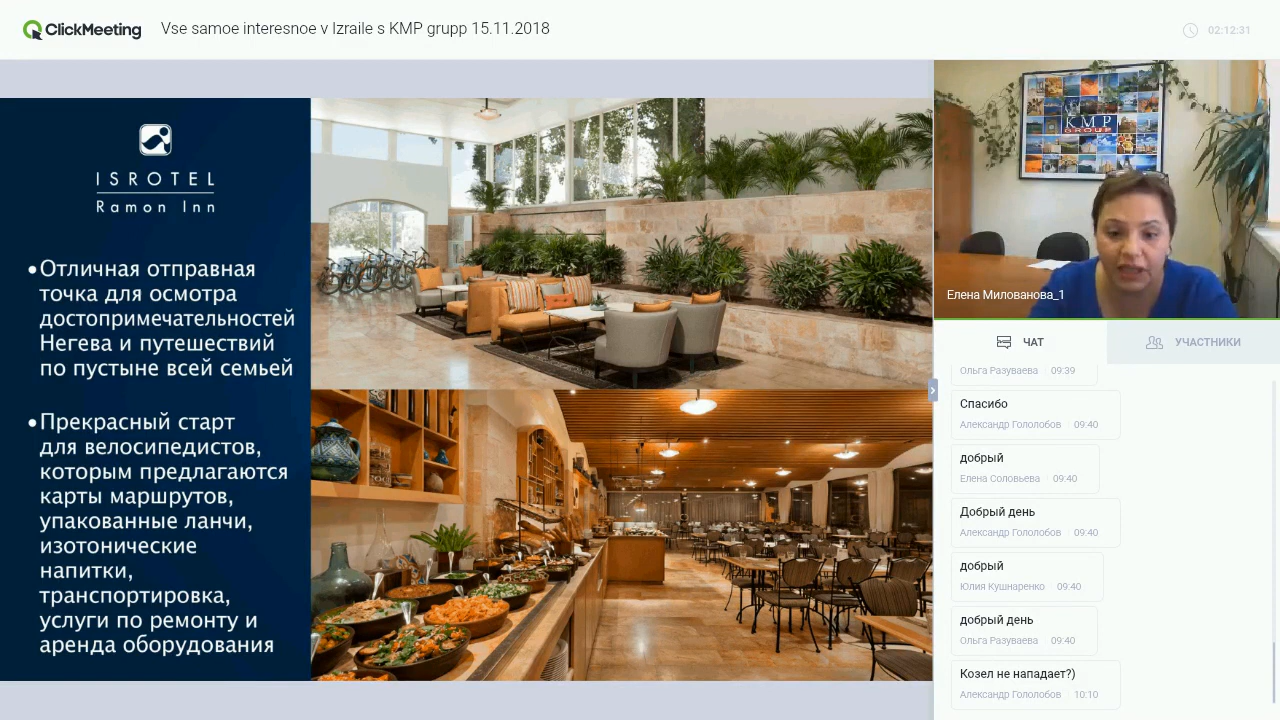 ClickMeeting
Vse samoe interesnoe v Izraile s KMP grupp 15.11.2018
02:12:31
ISROTEL
Ramon Inn
•Отличная отправная
точка для осмотра
достопримечательностей
Негева и путешествий
по пустыне всей семьей
•Прекрасный старт
для велосипедистов,
которым предлагаются
карты маршрутов,
упакованные ланчи,
изотонические
напитки,
транспортировка,
услуги по ремонту и
аренда оборудования
KMP
GROUP
Елена Милованова_1
ЧАТ
УЧАСТНИКИ
Ольга Разуваева 09:39
Спасибо
Александр Гололобов 09:40
добрый
Елена Соловьева 09:40
Добрый день
Александр Гололобов 09:40
добрый
Юлия Кушнаренко 09:40
добрый день
Ольга Разуваева 09:40
Козел не нападает?)
Александр Гололобов 10:10